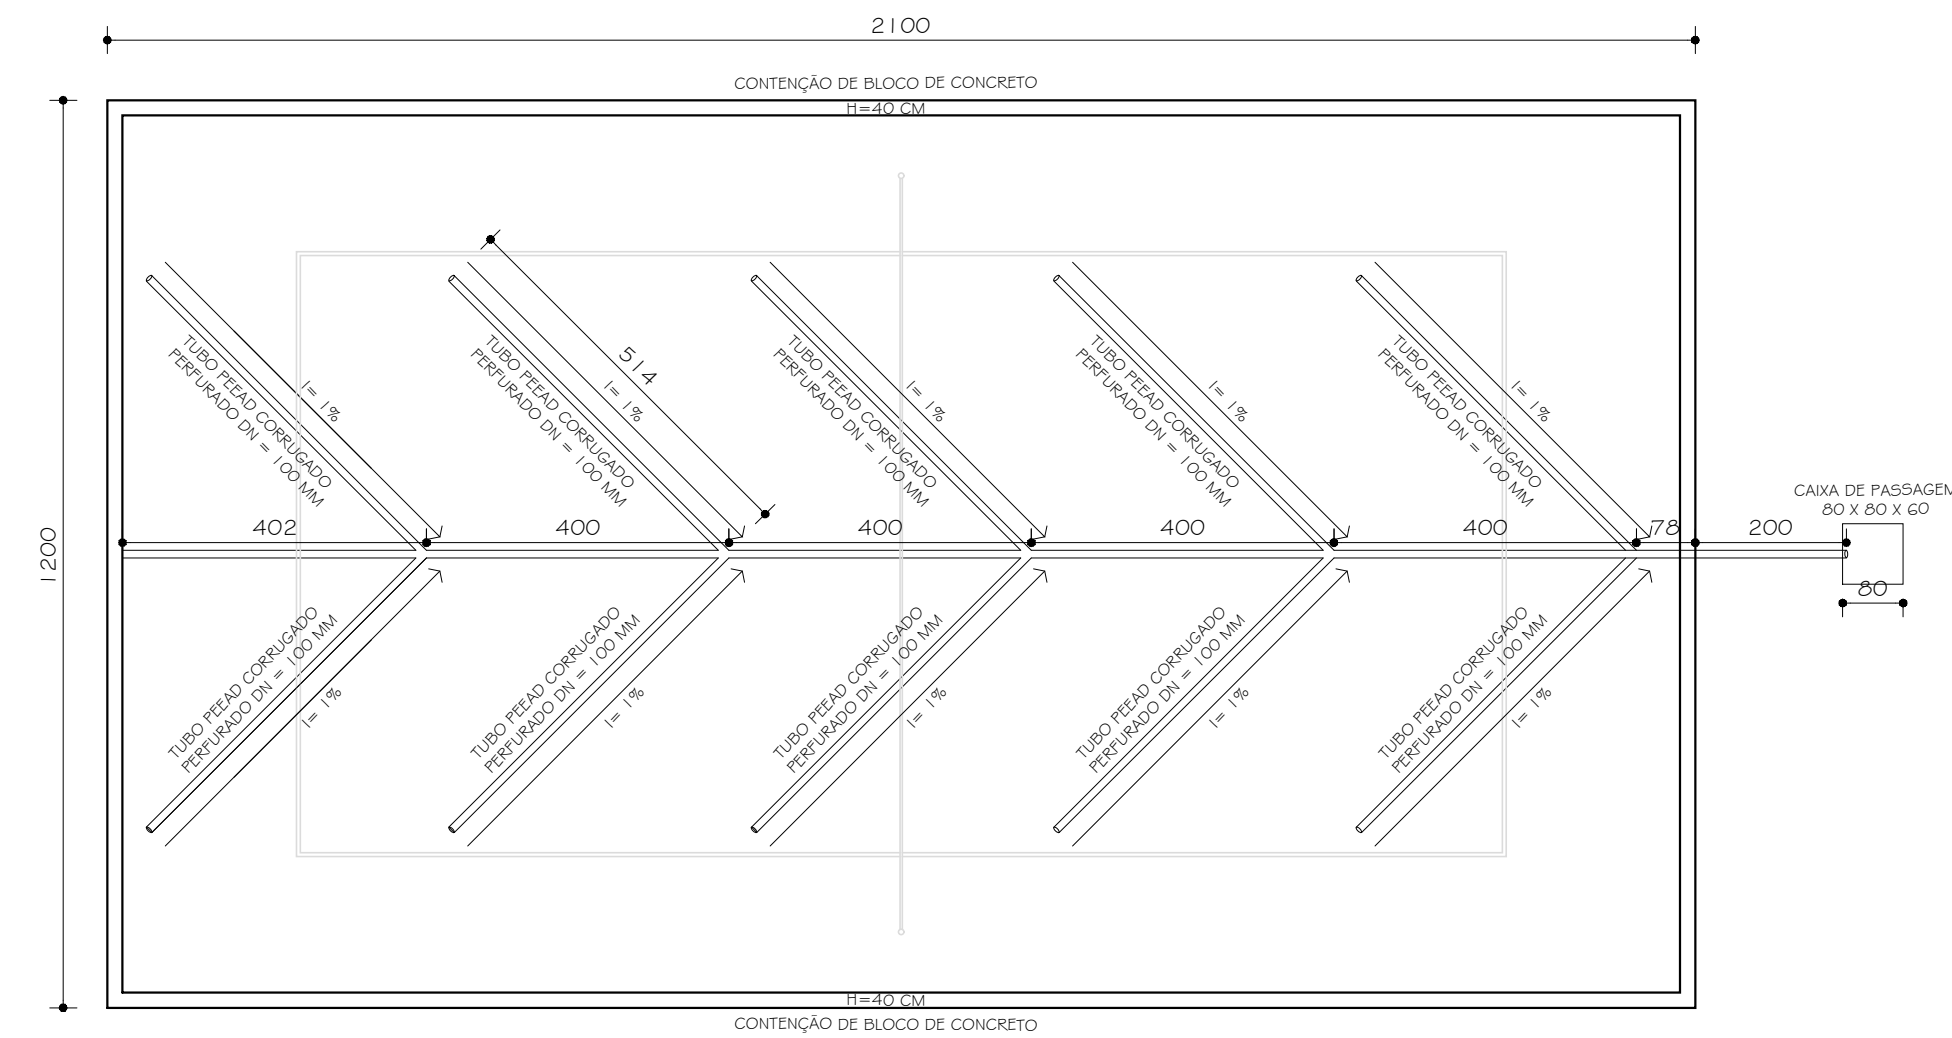 2100
CONTENÇÃO DE BLOCO DE CONCRETO
H=40 CM
1200
TUBO PEEAD CORRUGADO
PERFURADO DN = 100 MM
I= 1%
TUBO PEEAD CORRUGADO
PERFURADO DN = 100 MM
I= 1%
514
TUBO PEEAD CORRUGADO
PERFURADO DN = 100 MM
I= 1%
TUBO PEEAD CORRUGADO
PERFURADO DN = 100 MM
I= 1%
TUBO PEEAD CORRUGADO
PERFURADO DN = 100 MM
I= 1%
402
400
400
400
400
78
200
CAIXA DE PASSAGEM
80 X 80 X 60
80
TUBO PEEAD CORRUGADO
PERFURADO DN = 100 MM
I= 1%
TUBO PEEAD CORRUGADO
PERFURADO DN = 100 MM
I= 1%
TUBO PEEAD CORRUGADO
PERFURADO DN = 100 MM
I= 1%
TUBO PEEAD CORRUGADO
PERFURADO DN = 100 MM
I= 1%
TUBO PEEAD CORRUGADO
PERFURADO DN = 100 MM
I= 1%
H=40 CM
CONTENÇÃO DE BLOCO DE CONCRETO